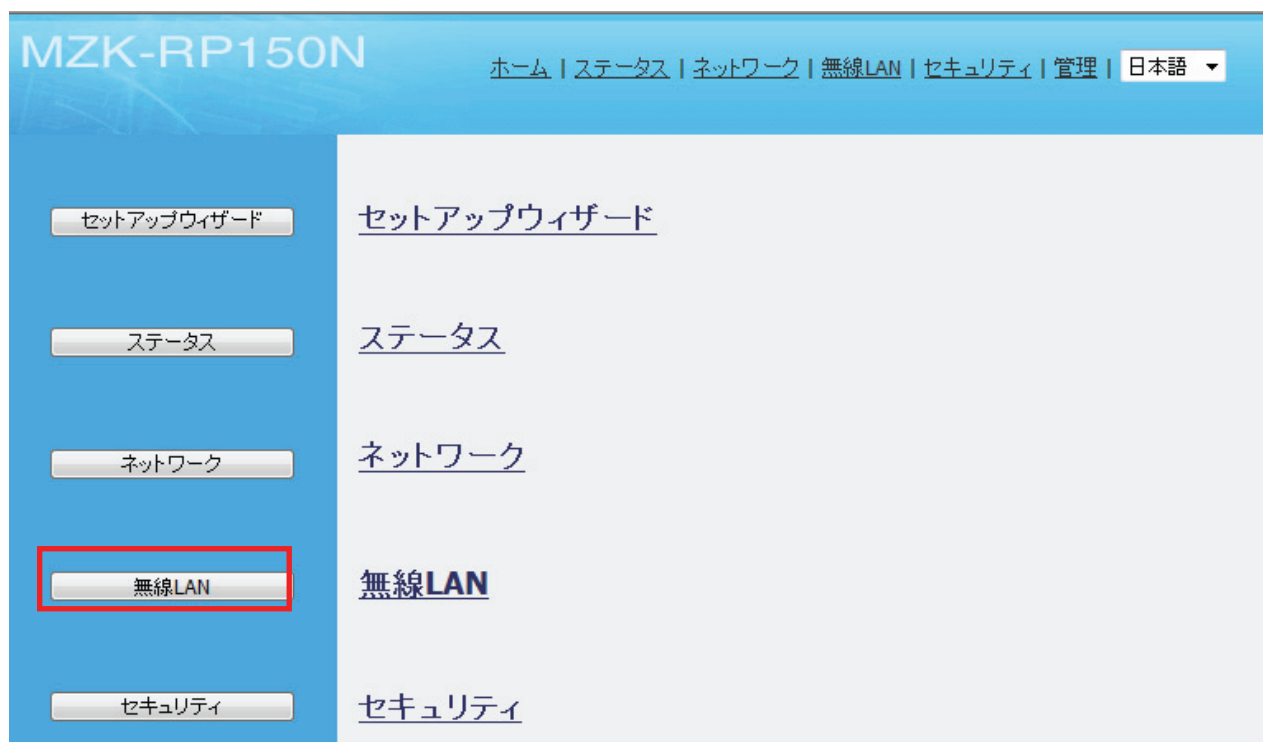 MZK-RP150N
ホーム | ステータス | ネットワーク | 無線LAN | セキュリティ | 管理 | 日本語
セットアップウィザード セットアップウィザード
ステータス ステータス
ネットワーク ネットワーク
無線LAN 無線LAN
セキュリティ セキュリティ